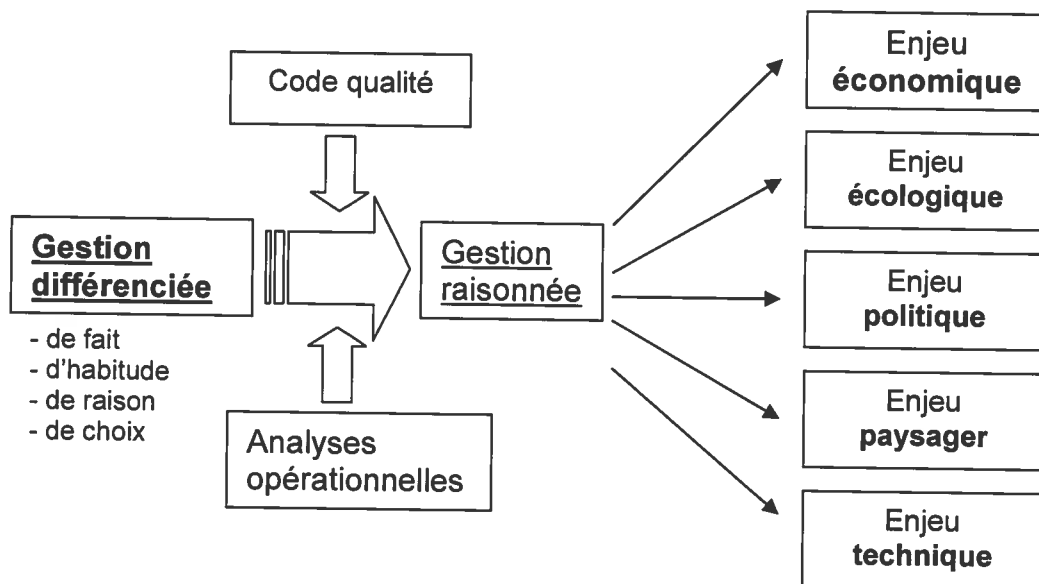 Code qualité
Gestion
différenciée
- de fait
- d'habitude
- de raison
- de choix
Analyses
opérationnelles
Gestion
raisonnée
Enjeu
économique
Enjeu
écologique
Enjeu
politique
Enjeu
paysager
Enjeu
technique